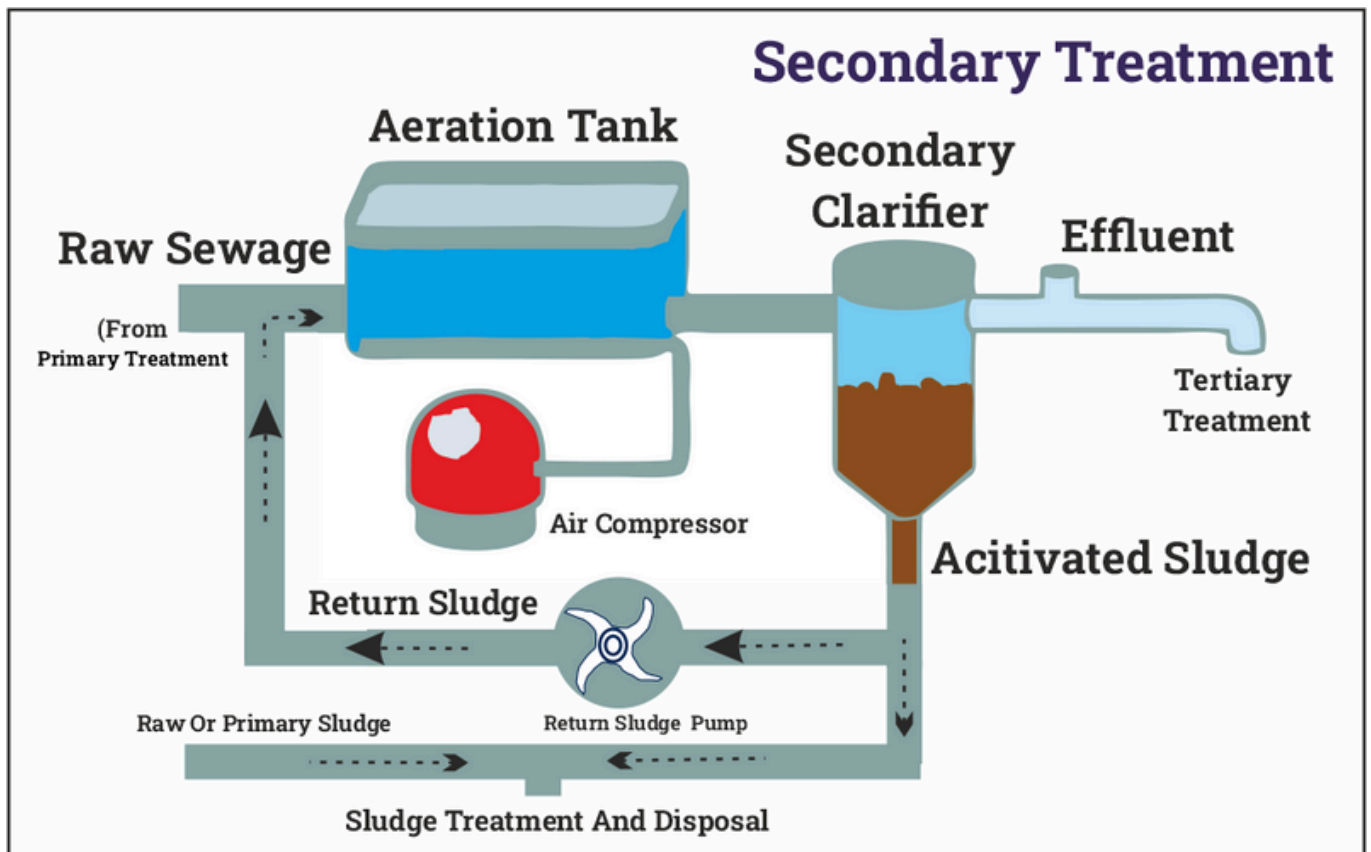 Secondary Treatment
Aeration Tank
Secondary
Clarifier
Effluent
Raw Sewage
(From
Primary Treatment
Tertiary
Treatment
Air Compressor
Acitivated Sludge
Return Sludge
Raw Or Primary Sludge
Return Sludge Pump
Sludge Treatment And Disposal